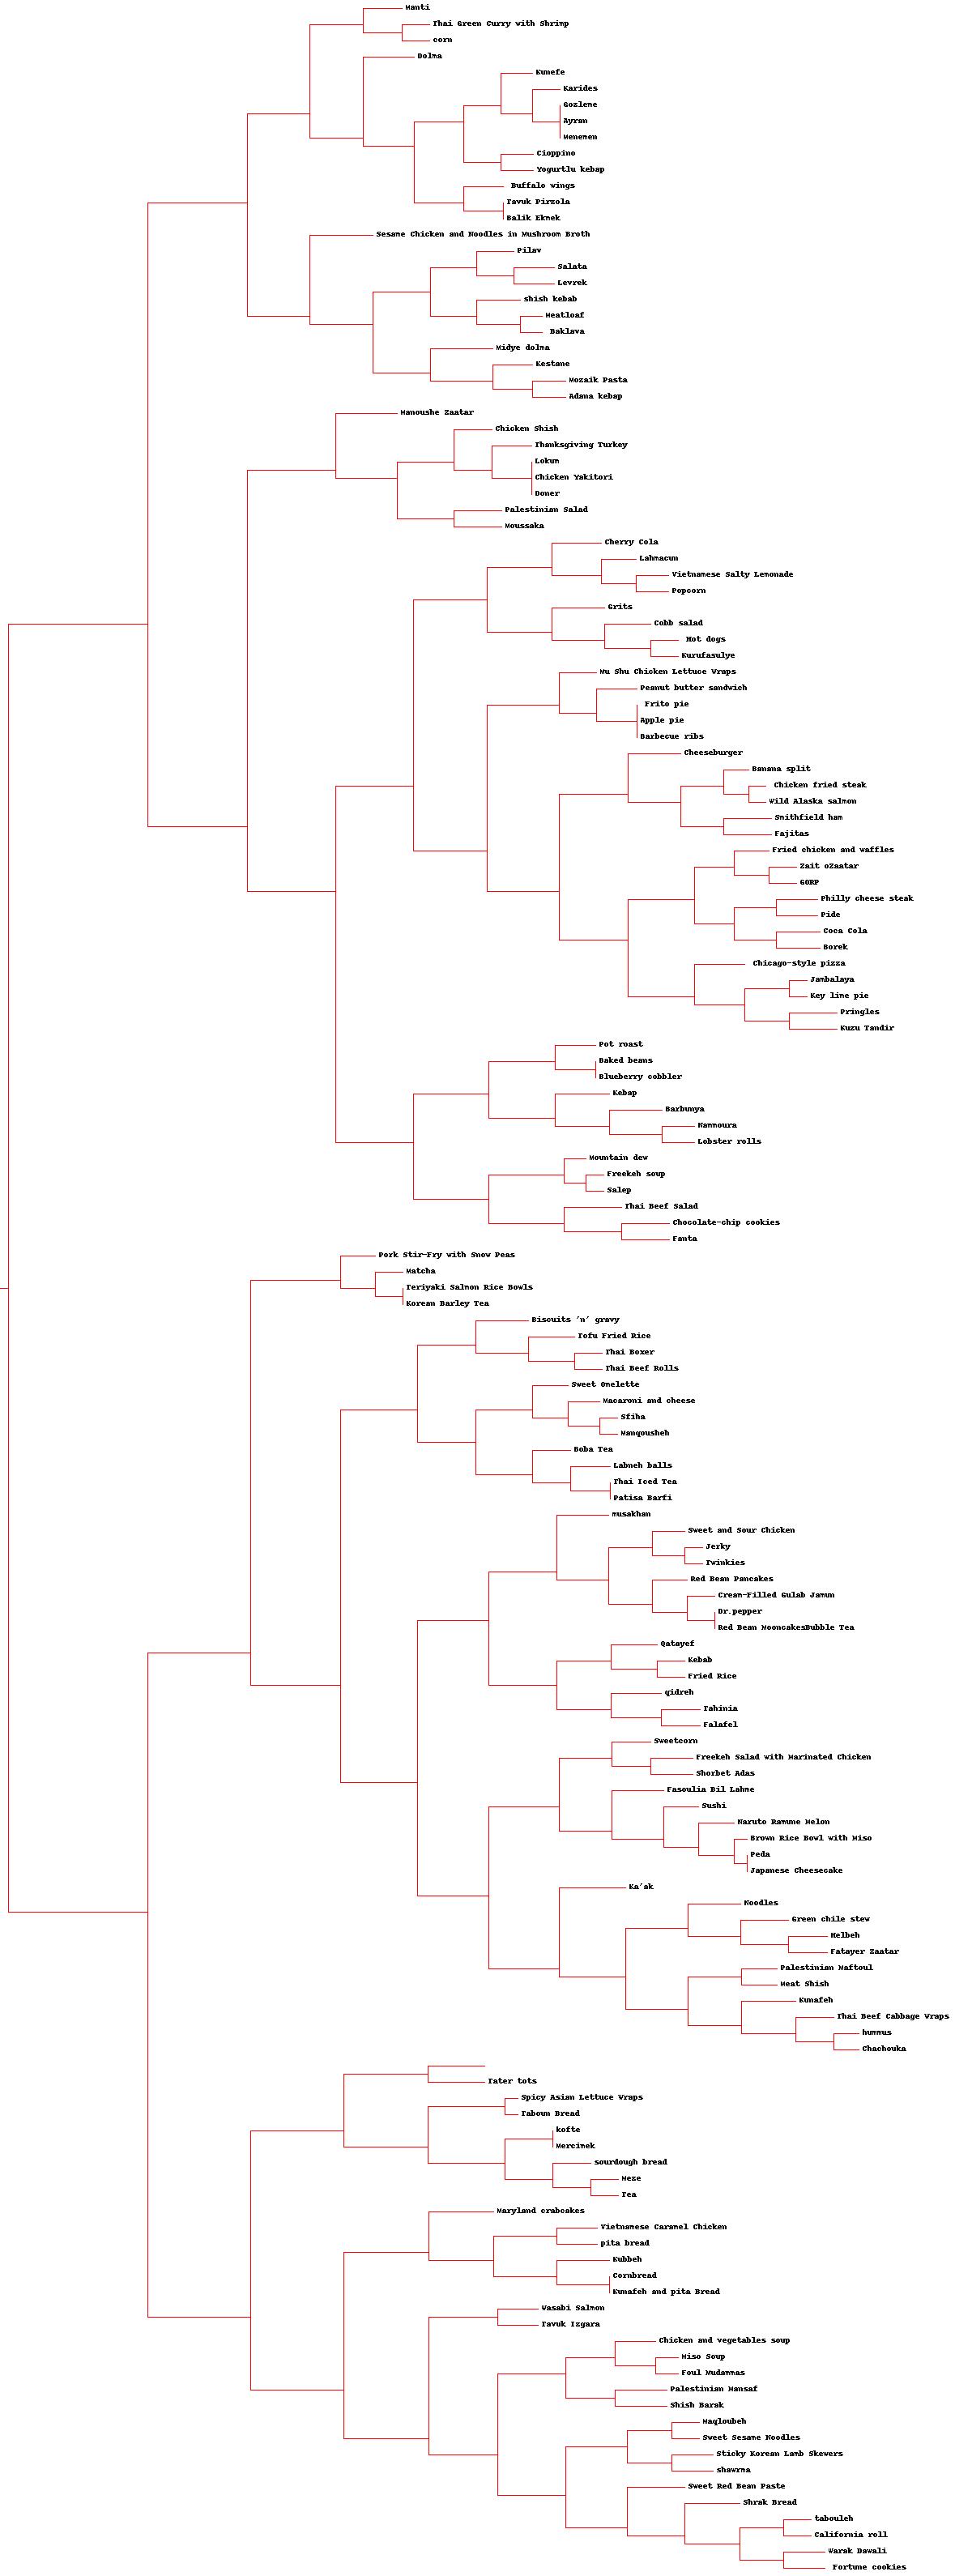 Manti
Thai Green Curry with Shrimp
corn
Dolma
Kunefe
Karides
Gozleme
Ayran
Menemen
Cioppino
Yogurtlu kebap
Buffalo wings
Tavuk Pirzola
Balik Ekmek
Sesame Chicken and Noodles in Mushroom Broth
Pilav
Salata
Levrek
shish kebab
Meatloaf
Baklava
Midye dolma
Kestane
Mozaik Pasta
Adana kebap
Manoushe Zaatar
Chicken Shish
Thanksgiving Turkey
Lokum
Chicken Yakitori
Doner
Palestinian Salad
Moussaka
Cherry Cola
Lahmacun
Vietnamese Salty Lemonade
Popcorn
Grits
Cobb salad
Hot dogs
Kurufasulye
Mu Shu Chicken Lettuce Wraps
Peanut butter sandwich
Frito pie
Apple pie
Barbecue ribs
Cheeseburger
Banana split
Chicken fried steak
Wild Alaska salmon
Smithfield ham
Fajitas
Fried chicken and waffles
Zait oZaatar
GORP
Philly cheese steak
Pide
Coca Cola
Borek
Chicago-style pizza
Jambalaya
Key lime pie
Pringles
Kuzu Tandir
Pot roast
Baked beans
Blueberry cobbler
Kebap
Barbunya
Nammoura
Lobster rolls
Mountain dew
Freekeh soup
Salep
Thai Beef Salad
Chocolate-chip cookies
Fanta
Pork Stir-Fry with Snow Peas
Matcha
Teriyaki Salmon Rice Bowls
Korean Barley Tea
Biscuits 'n' gravy
Tofu Fried Rice
Thai Boxer
Thai Beef Rolls
Sweet Omelette
Macaroni and cheese
Sfiha
Manqousheh
Boba Tea
Labneh balls
Thai Iced Tea
Patisa Barfi
musakhan
Sweet and Sour Chicken
Jerky
Twinkies
Red Bean Pancakes
Cream-Filled Gulab Jamun
Dr.pepper
Red Bean MooncakesBubble Tea
Qatayef
Kebab
Fried Rice
qidreh
Tahinia
Falafel
Sweetcorn
Freekeh Salad with Marinated Chicken
Shorbet Adas
Fasoulia Bil Lahme
Sushi
Naruto Ramune Melon
Brown Rice Bowl with Miso
Peda
Japanese Cheesecake
Ka'ak
Noodles
Green chile stew
Helbeh
Fatayer Zaatar
Palestinian Maftoul
Meat Shish
Kunafeh
Thai Beef Cabbage Wraps
hummus
Chachouka
Tater tots
Spicy Asian Lettuce Wraps
Taboun Bread
kofte
Mercimek
sourdough bread
Meze
Tea
Maryland crabcakes
Vietnamese Caramel Chicken
pita bread
Kubbeh
Cornbread
Kunafeh and pita Bread
Wasabi Salmon
Tavuk Izgara
Chicken and vegetables soup
Miso Soup
Foul Mudammas
Palestinian Mansaf
Shish Barak
Maqloubeh
Sweet Sesame Noodles
Sticky Korean Lamb Skewers
shawrma
Sweet Red Bean Paste
Shrak Bread
tabouleh
California roll
Warak Dawali
Fortune cookies